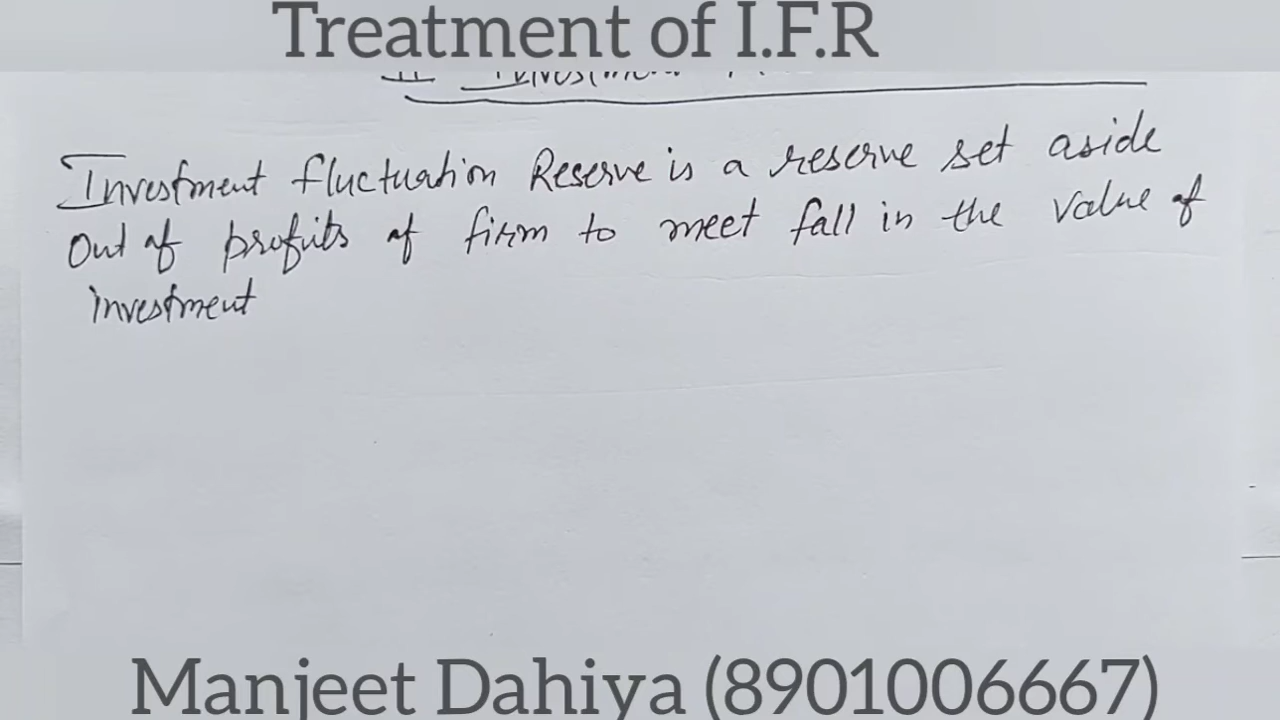 Treatment of I.F.R
Investment fluctuation Reserve is a reserve set aside
Out of profits of firm to meet fall in the value of
investment
Manjeet Dahiya (8901006667)